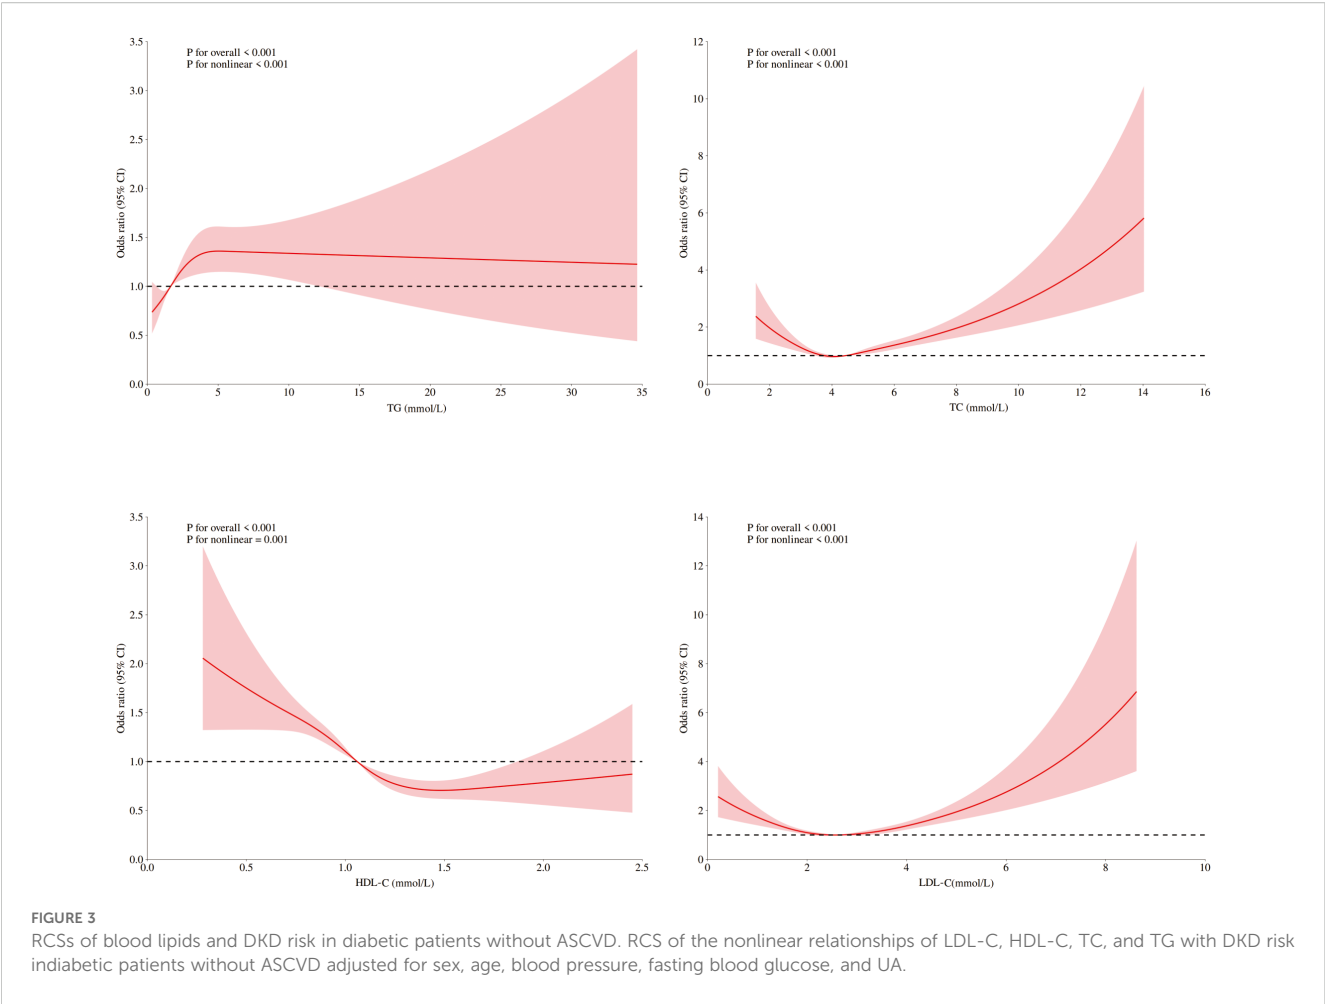 P for overall < 0.001
P for nonlinear < 0.001
3.5
3.0
2.5
2.0
1.5
1.0
0.5
0.0
Odds ratio (95% CI)
0 5 10 15 20 25 30 35
TG (mmol/L)
P for overall < 0.001
P for nonlinear < 0.001
12
10
8
6
4
2
0
Odds ratio (95% CI)
0 2 4 6 8 10 12 14 16
TC (mmol/L)
P for overall < 0.001
P for nonlinear = 0.001
3.5
3.0
2.5
2.0
1.5
1.0
0.5
0.0
Odds ratio (95% CI)
0.0 0.5 1.0 1.5 2.0 2.5
HDL-C (mmol/L)
P for overall < 0.001
P for nonlinear < 0.001
14
12
10
8
6
4
2
0
Odds ratio (95% CI)
0 2 4 6 8 10
LDL-C(mmol/L)
FIGURE 3
RCSs of blood lipids and DKD risk in diabetic patients without ASCVD. RCS of the nonlinear relationships of LDL-C, HDL-C, TC, and TG with DKD risk
indiabetic patients without ASCVD adjusted for sex, age, blood pressure, fasting blood glucose, and UA.